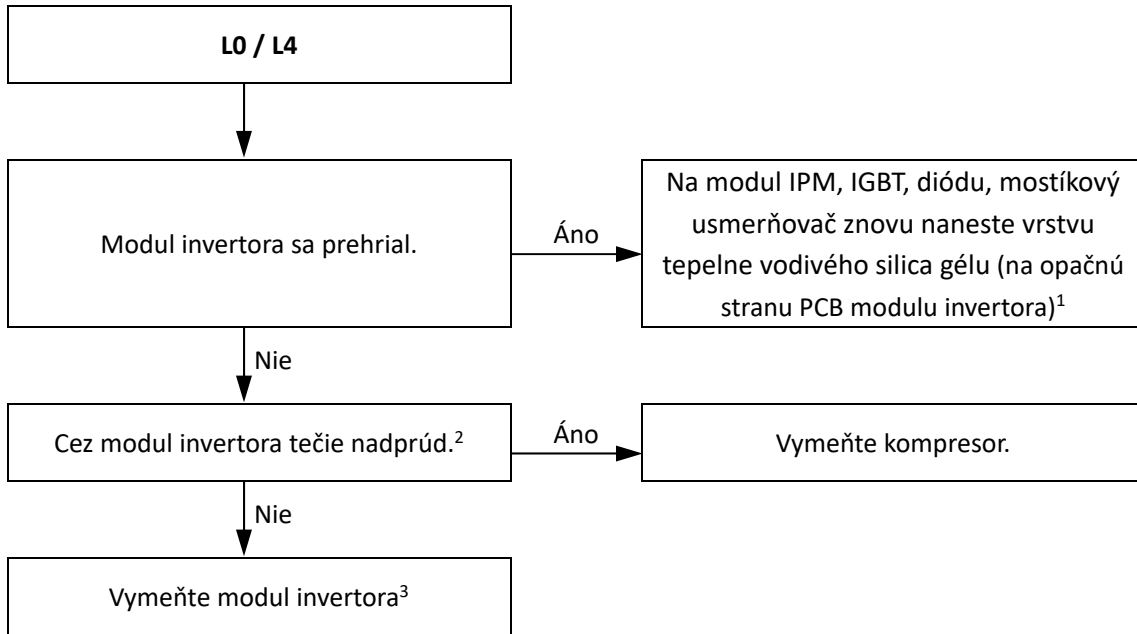 L0 / L4
Modul invertora sa prehrial.
Áno
Na modul IPM, IGBT, diódu, mostíkový
usmerňovač znovu naneste vrstvu
tepelne vodivého silica gélu (na opačnú
stranu PCB modulu invertora)¹
Nie
Cez modul invertora tečie nadprúd.²
Áno
Vymeňte kompresor.
Nie
Vymeňte modul invertora³